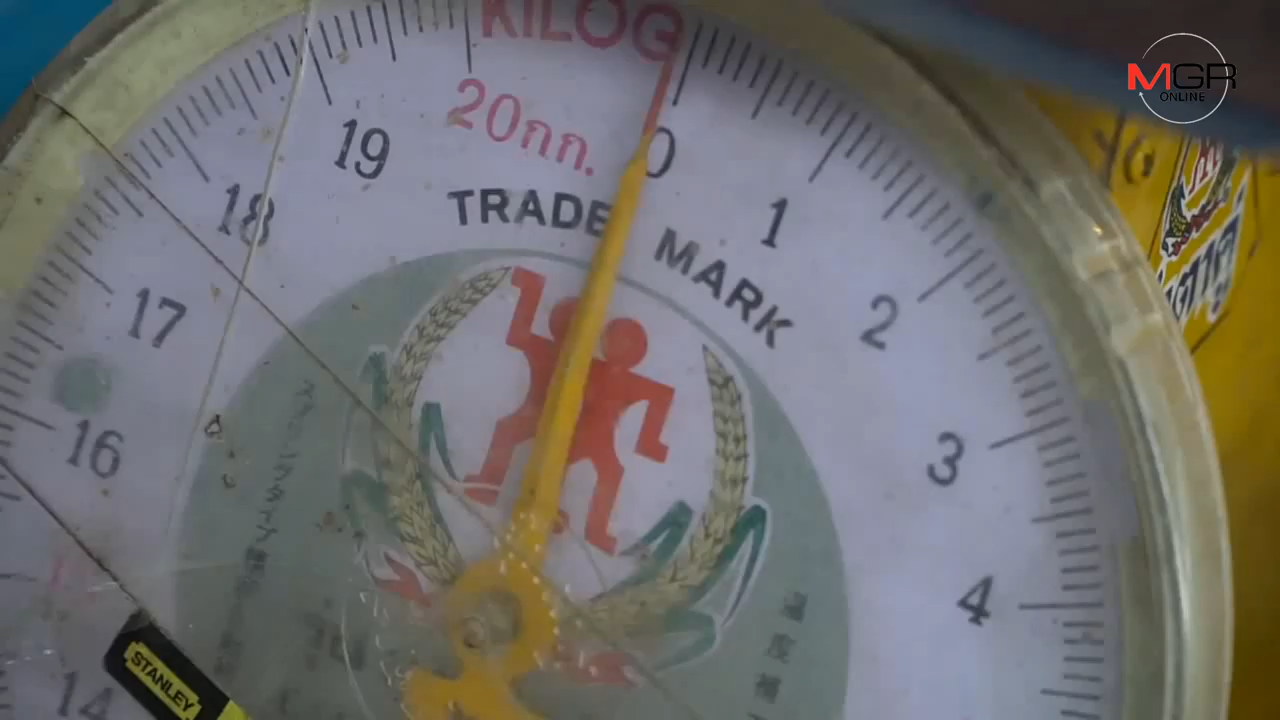 KILOG
20กก.
0
19
18
17
16
14
1
2
3
4
TRADE MARK
STANLEY
MGR
ONLINE